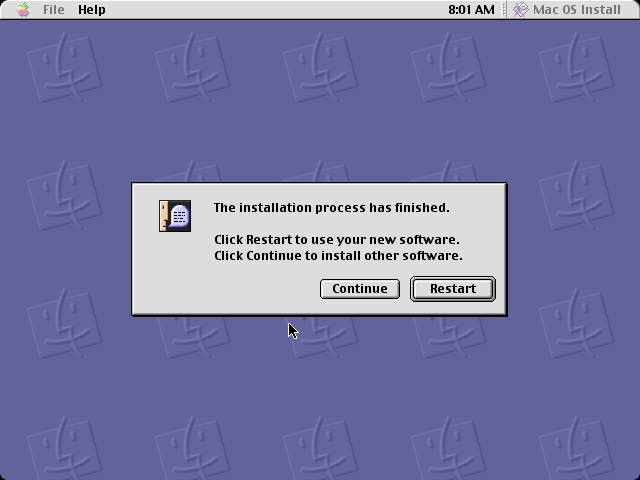 File Help 8:01 AM Mac OS Install
The installation process has finished.
Click Restart to use your new software.
Click Continue to install other software.
Continue Restart